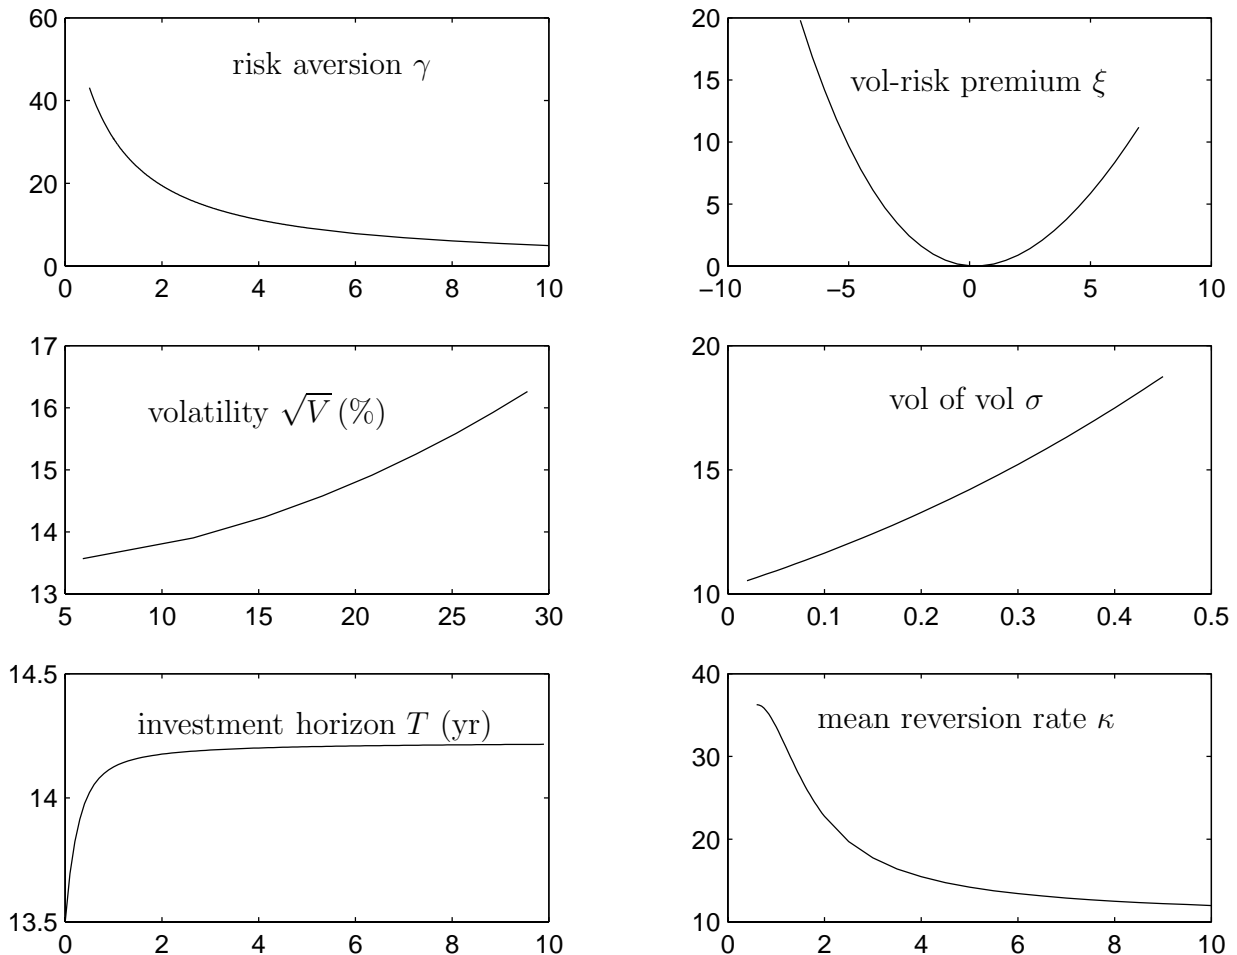 60
40
20
0
risk aversion γ
0 2 4 6 8 10
20
15
10
5
0
vol-risk premium ξ
−10 −5 0 5 10
17
16
15
14
13
volatility √V (%)
5 10 15 20 25 30
20
15
10
vol of vol σ
0 0.1 0.2 0.3 0.4 0.5
14.5
14
13.5
investment horizon T (yr)
0 2 4 6 8 10
40
30
20
10
mean reversion rate κ
0 2 4 6 8 10